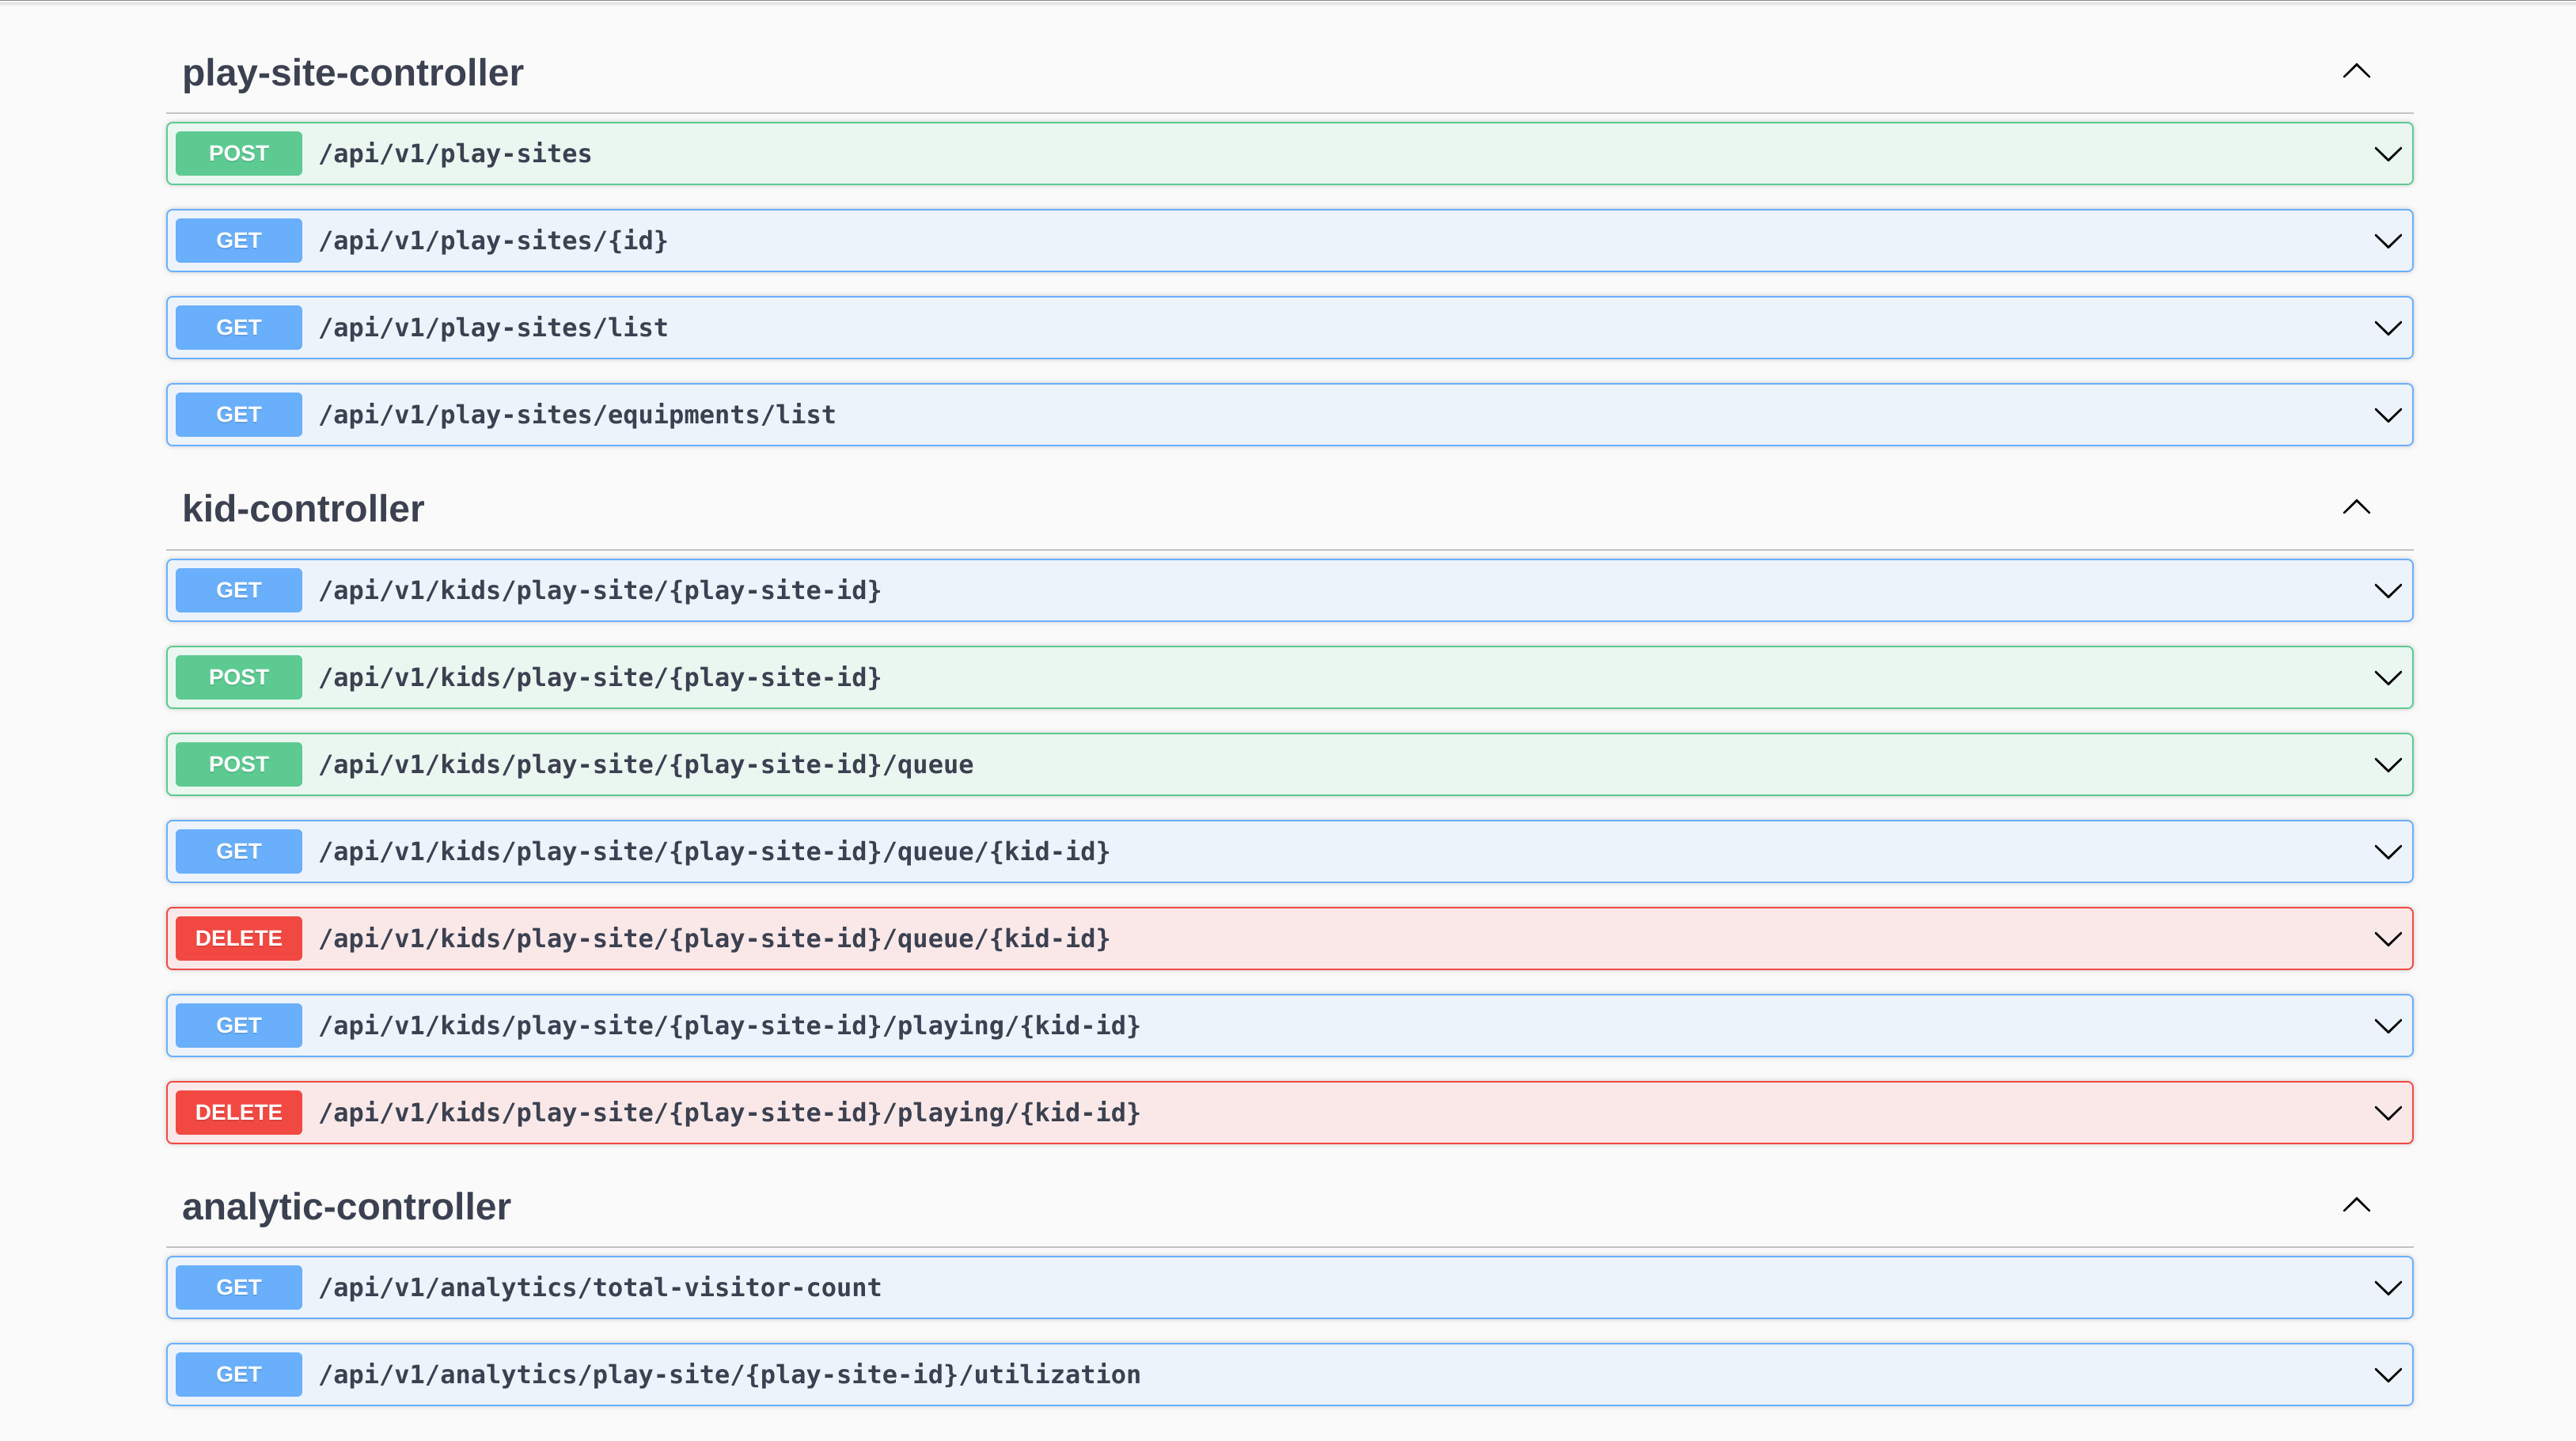 play-site-controller
POST /api/v1/play-sites
GET /api/v1/play-sites/{id}
GET /api/v1/play-sites/list
GET /api/v1/play-sites/equipments/list
kid-controller
GET /api/v1/kids/play-site/{play-site-id}
POST /api/v1/kids/play-site/{play-site-id}
POST /api/v1/kids/play-site/{play-site-id}/queue
GET /api/v1/kids/play-site/{play-site-id}/queue/{kid-id}
DELETE /api/v1/kids/play-site/{play-site-id}/queue/{kid-id}
GET /api/v1/kids/play-site/{play-site-id}/playing/{kid-id}
DELETE /api/v1/kids/play-site/{play-site-id}/playing/{kid-id}
analytic-controller
GET /api/v1/analytics/total-visitor-count
GET /api/v1/analytics/play-site/{play-site-id}/utilization